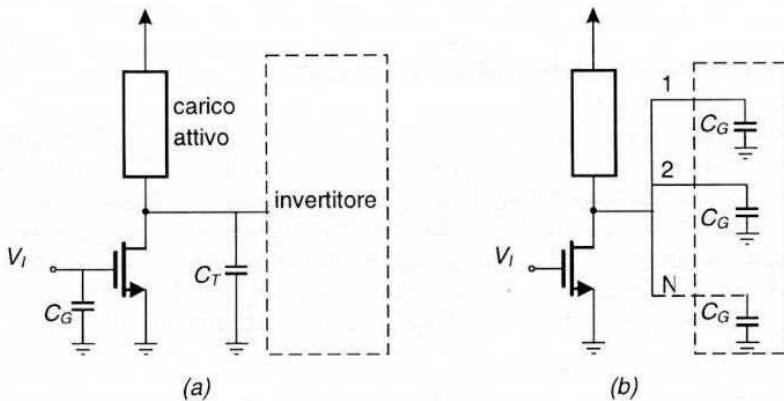 carico
attivo
invertitore
V_I
C_G
C_T
(a)
1
C_G
2
C_G
V_I
N
C_G
(b)